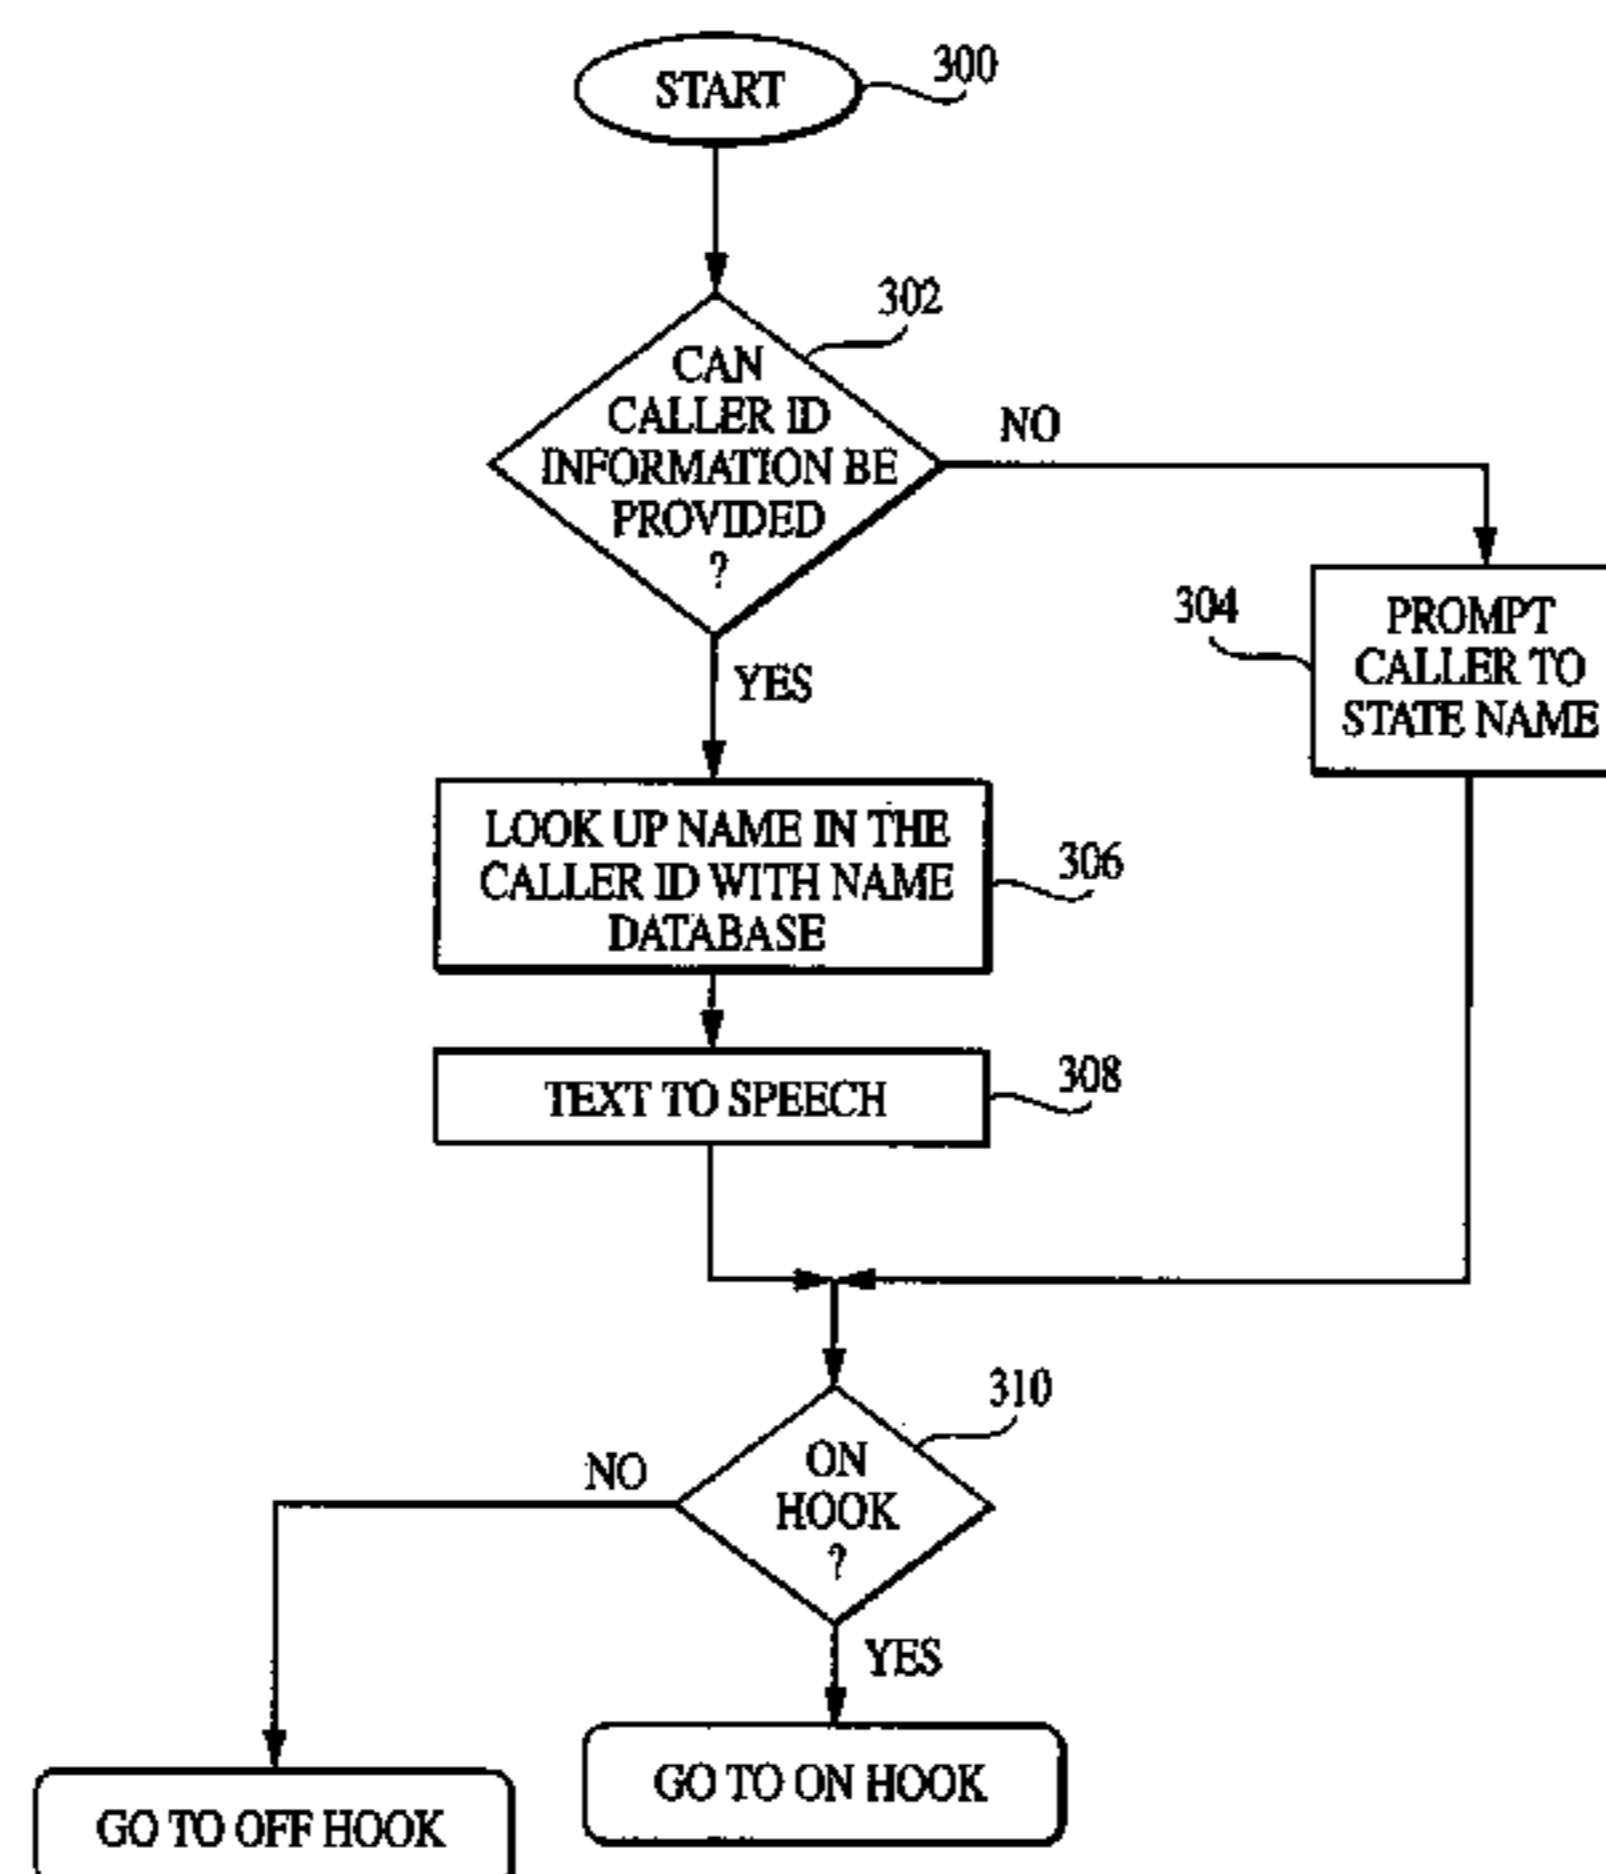 START
300
302
CAN
CALLER ID
INFORMATION BE
PROVIDED
?
NO
304
PROMPT
CALLER TO
STATE NAME
YES
LOOK UP NAME IN THE
CALLER ID WITH NAME
DATABASE
306
TEXT TO SPEECH
308
310
ON
HOOK
?
NO
YES
GO TO ON HOOK
GO TO OFF HOOK